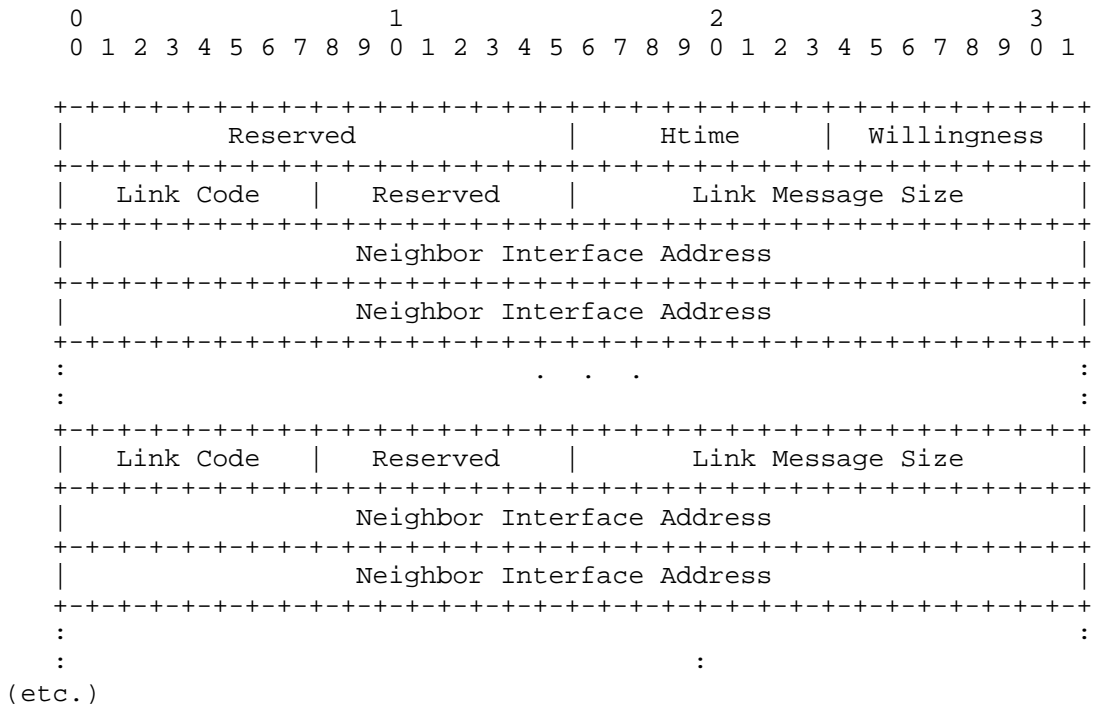 0                   1                   2                   3
0 1 2 3 4 5 6 7 8 9 0 1 2 3 4 5 6 7 8 9 0 1 2 3 4 5 6 7 8 9 0 1
+-+-+-+-+-+-+-+-+-+-+-+-+-+-+-+-+-+-+-+-+-+-+-+-+-+-+-+-+-+-+-+-+
|          Reserved             |     Htime     |  Willingness  |
+-+-+-+-+-+-+-+-+-+-+-+-+-+-+-+-+-+-+-+-+-+-+-+-+-+-+-+-+-+-+-+-+
|   Link Code   |   Reserved    |       Link Message Size       |
+-+-+-+-+-+-+-+-+-+-+-+-+-+-+-+-+-+-+-+-+-+-+-+-+-+-+-+-+-+-+-+-+
|                  Neighbor Interface Address                   |
+-+-+-+-+-+-+-+-+-+-+-+-+-+-+-+-+-+-+-+-+-+-+-+-+-+-+-+-+-+-+-+-+
|                  Neighbor Interface Address                   |
+-+-+-+-+-+-+-+-+-+-+-+-+-+-+-+-+-+-+-+-+-+-+-+-+-+-+-+-+-+-+-+-+
:                             .  .  .                           :
:                                                               :
+-+-+-+-+-+-+-+-+-+-+-+-+-+-+-+-+-+-+-+-+-+-+-+-+-+-+-+-+-+-+-+-+
|   Link Code   |   Reserved    |       Link Message Size       |
+-+-+-+-+-+-+-+-+-+-+-+-+-+-+-+-+-+-+-+-+-+-+-+-+-+-+-+-+-+-+-+-+
|                  Neighbor Interface Address                   |
+-+-+-+-+-+-+-+-+-+-+-+-+-+-+-+-+-+-+-+-+-+-+-+-+-+-+-+-+-+-+-+-+
|                  Neighbor Interface Address                   |
+-+-+-+-+-+-+-+-+-+-+-+-+-+-+-+-+-+-+-+-+-+-+-+-+-+-+-+-+-+-+-+-+
:                                                               :
:                                       :
(etc.)